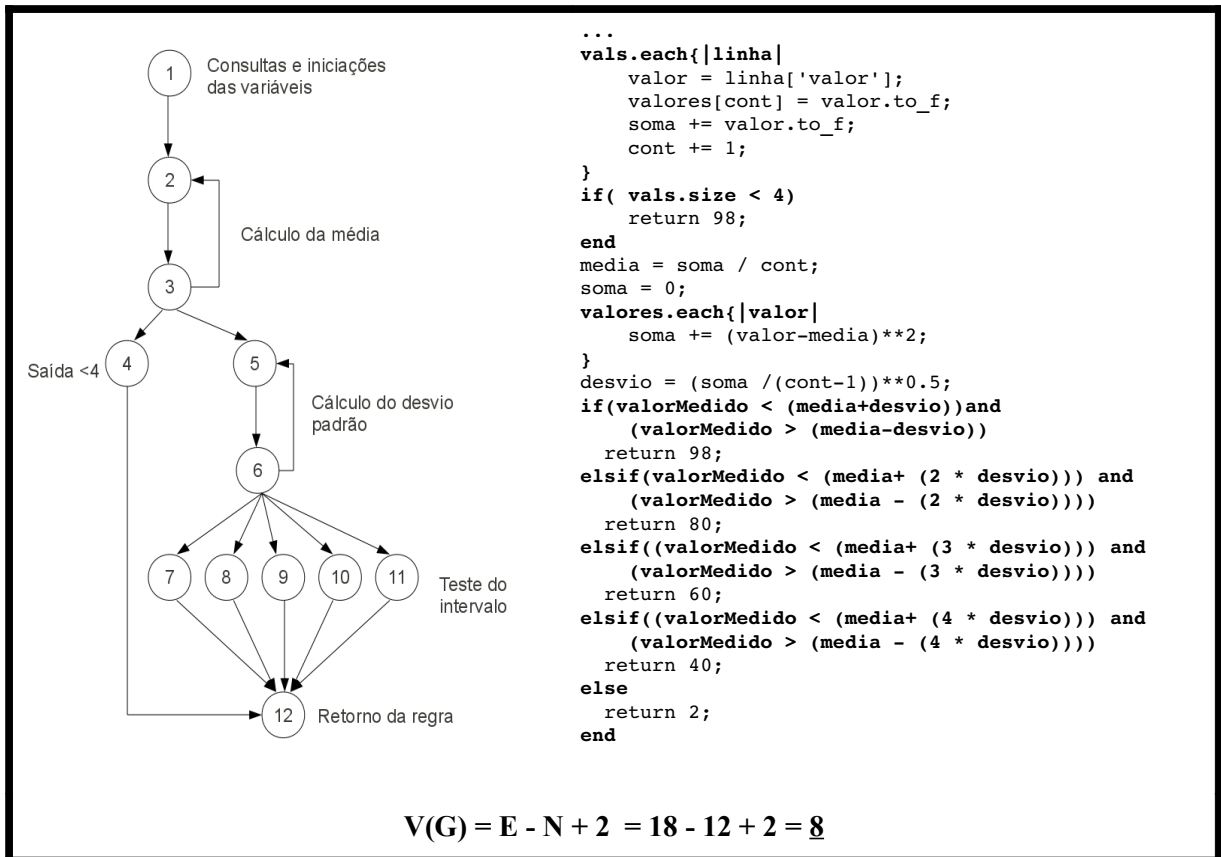 1
Consultas e iniciações
das variáveis
2
Cálculo da média
3
Saída <4
4
5
Cálculo do desvio
padrão
6
7
8
9
10
11
Teste do
intervalo
12
Retorno da regra
...
vals.each{|linha|
    valor = linha['valor'];
    valores[cont] = valor.to_f;
    soma += valor.to_f;
    cont += 1;
}
if( vals.size < 4)
    return 98;
end
media = soma / cont;
soma = 0;
valores.each{|valor|
    soma += (valor-media)**2;
}
desvio = (soma /(cont-1))**0.5;
if(valorMedido < (media+desvio))and
    (valorMedido > (media-desvio))
  return 98;
elsif(valorMedido < (media+ (2 * desvio))) and
    (valorMedido > (media - (2 * desvio))))
  return 80;
elsif((valorMedido < (media+ (3 * desvio))) and
    (valorMedido > (media - (3 * desvio))))
  return 60;
elsif((valorMedido < (media+ (4 * desvio))) and
    (valorMedido > (media - (4 * desvio))))
  return 40;
else
  return 2;
end
V(G) = E - N + 2 = 18 - 12 + 2 = 8